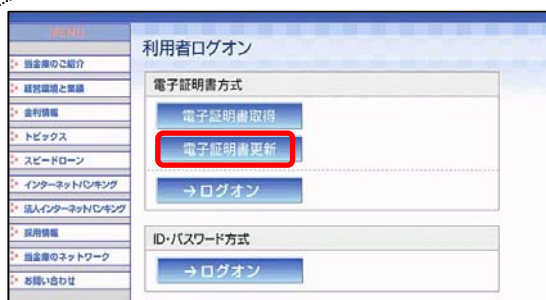 MENU
当金庫のご紹介
経営環境と業績
金利情報
トピックス
スピードローン
インターネットバンキング
法人インターネットバンキング
採用情報
当金庫のネットワーク
お問い合わせ
利用者ログオン
電子証明書方式
電子証明書取得
電子証明書更新
→ログオン
ID・パスワード方式
→ログオン